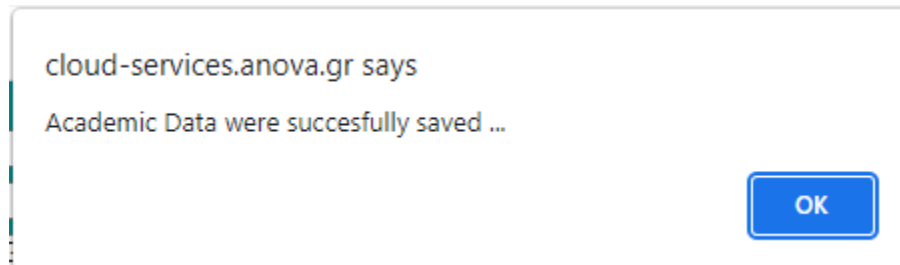 cloud-services.anova.gr says
Academic Data were succesfully saved ...
OK